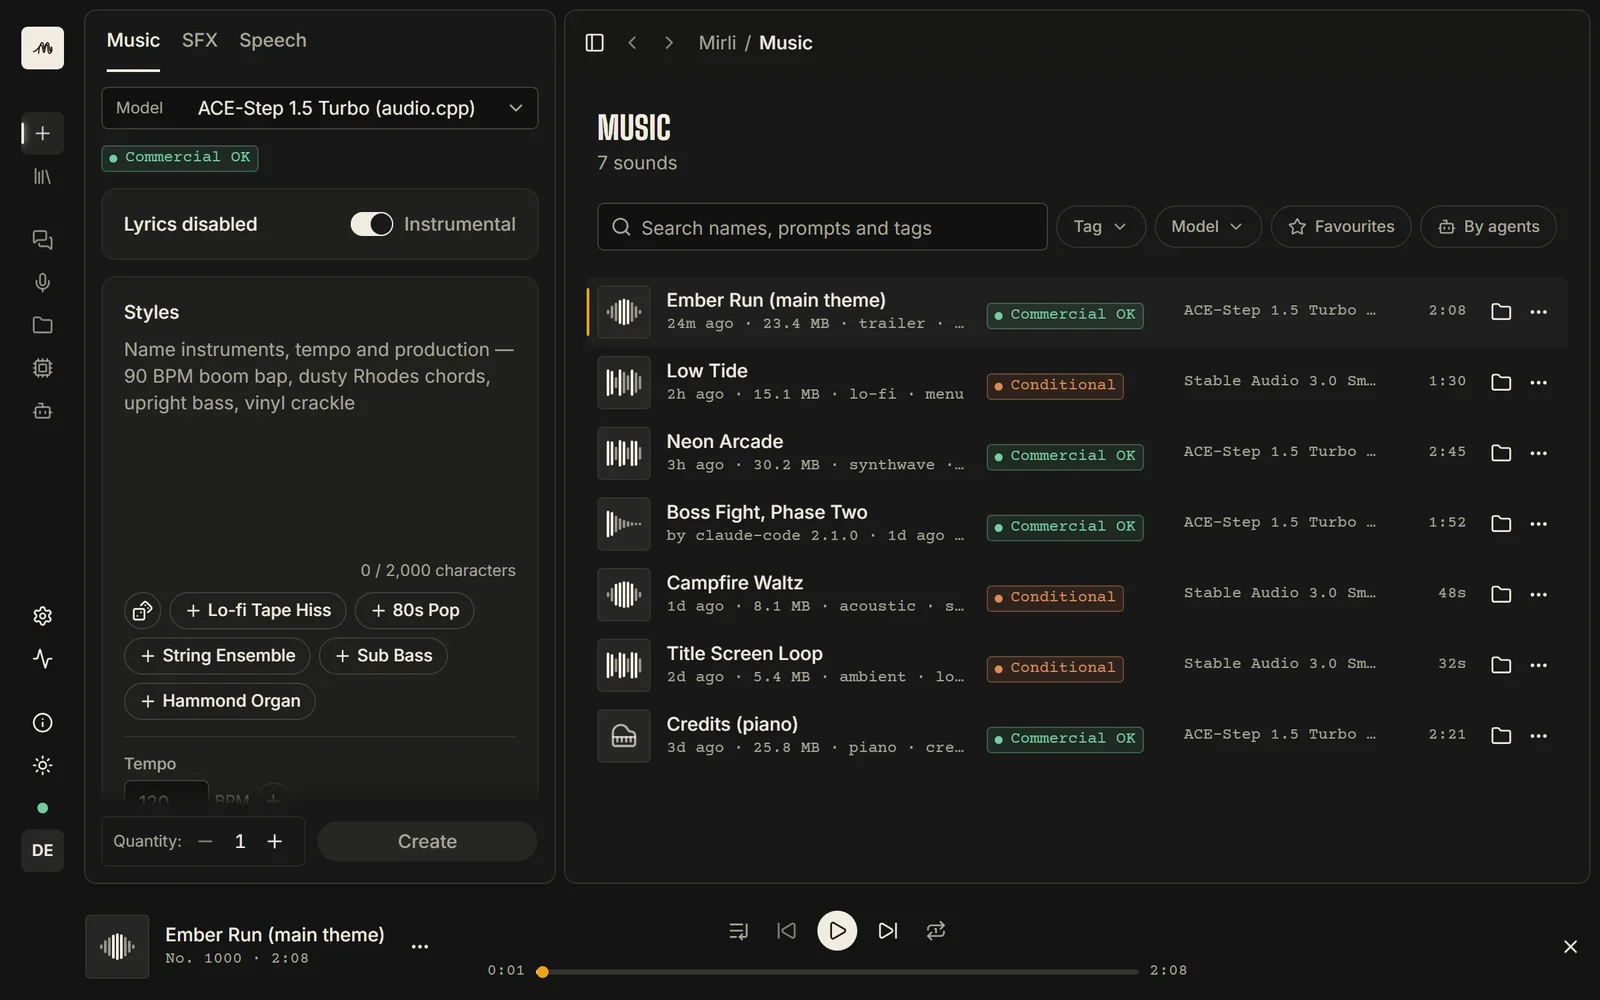 Music SFX Speech
Model ACE-Step 1.5 Turbo (audio.cpp)
Commercial OK
Lyrics disabled Instrumental
Styles
Name instruments, tempo and production —
90 BPM boom bap, dusty Rhodes chords,
upright bass, vinyl crackle
0 / 2,000 characters
+ Lo-fi Tape Hiss + 80s Pop
+ String Ensemble + Sub Bass
+ Hammond Organ
Tempo
120 BPM +
Quantity: — 1 + Create
DE
Mirli / Music
MUSIC
7 sounds
Search names, prompts and tags Tag Model Favourites By agents
Ember Run (main theme)
24m ago · 23.4 MB · trailer · … Commercial OK ACE-Step 1.5 Turbo … 2:08
Low Tide
2h ago · 15.1 MB · lo-fi · menu Conditional Stable Audio 3.0 Sm… 1:30
Neon Arcade
3h ago · 30.2 MB · synthwave ·… Commercial OK ACE-Step 1.5 Turbo … 2:45
Boss Fight, Phase Two
by claude-code 2.1.0 · 1d ago … Commercial OK ACE-Step 1.5 Turbo … 1:52
Campfire Waltz
1d ago · 8.1 MB · acoustic · s… Conditional Stable Audio 3.0 Sm… 48s
Title Screen Loop
2d ago · 5.4 MB · ambient · lo… Conditional Stable Audio 3.0 Sm… 32s
Credits (piano)
3d ago · 25.8 MB · piano · cre… Commercial OK ACE-Step 1.5 Turbo … 2:21
Ember Run (main theme)
No. 1000 · 2:08
0:01 2:08